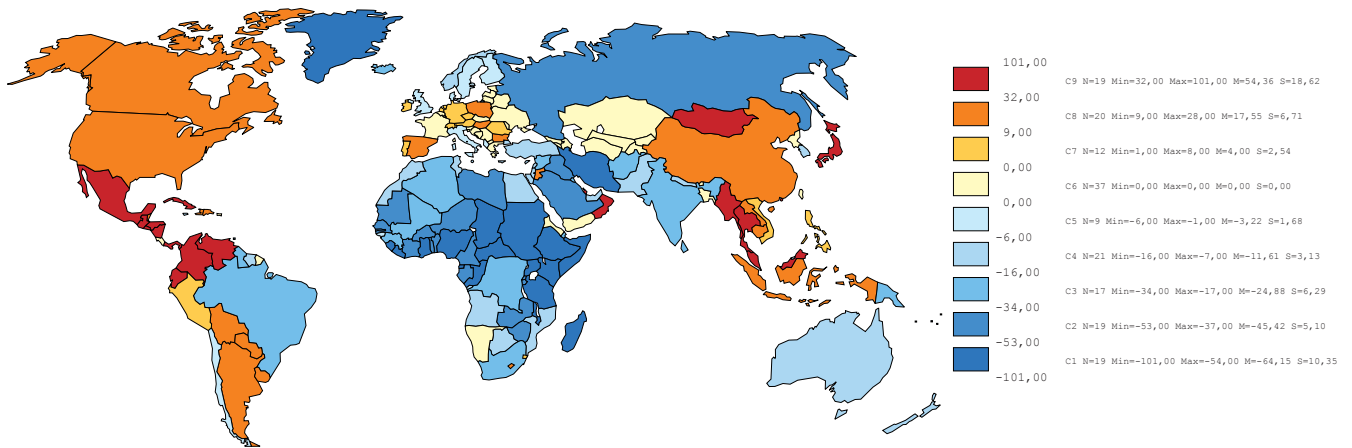 101,00
C9 N=19 Min=32,00 Max=101,00 M=54,36 S=18,62
32,00
C8 N=20 Min=9,00 Max=28,00 M=17,55 S=6,71
9,00
C7 N=12 Min=1,00 Max=8,00 M=4,00 S=2,54
0,00
C6 N=37 Min=0,00 Max=0,00 M=0,00 S=0,00
0,00
C5 N=9 Min=-6,00 Max=-1,00 M=-3,22 S=1,68
-6,00
C4 N=21 Min=-16,00 Max=-7,00 M=-11,61 S=3,13
-16,00
C3 N=17 Min=-34,00 Max=-17,00 M=-24,88 S=6,29
-34,00
C2 N=19 Min=-53,00 Max=-37,00 M=-45,42 S=5,10
-53,00
C1 N=19 Min=-101,00 Max=-54,00 M=-64,15 S=10,35
-101,00